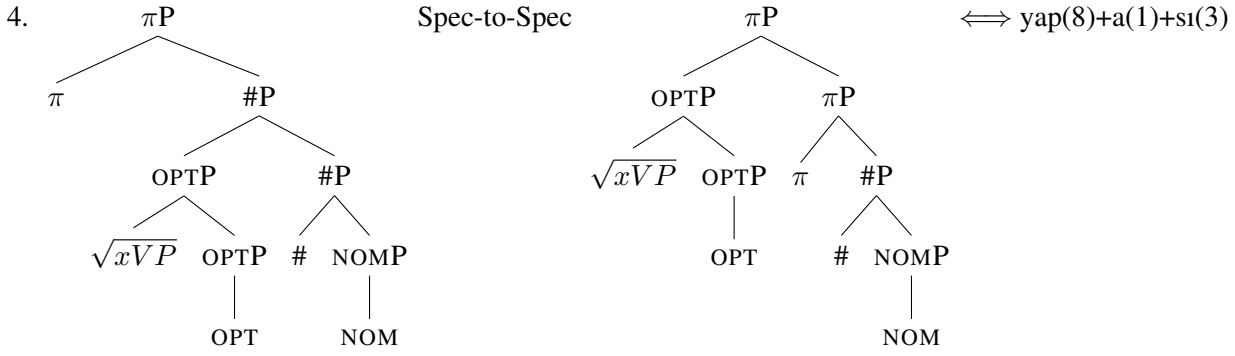 4. πP Spec-to-Spec πP ⟺ yap(8)+a(1)+sı(3)
π #P OPTP πP
OPTP #P √xVP OPTP π #P
√xVP OPTP # NOMP OPT # NOMP
OPT NOM NOM